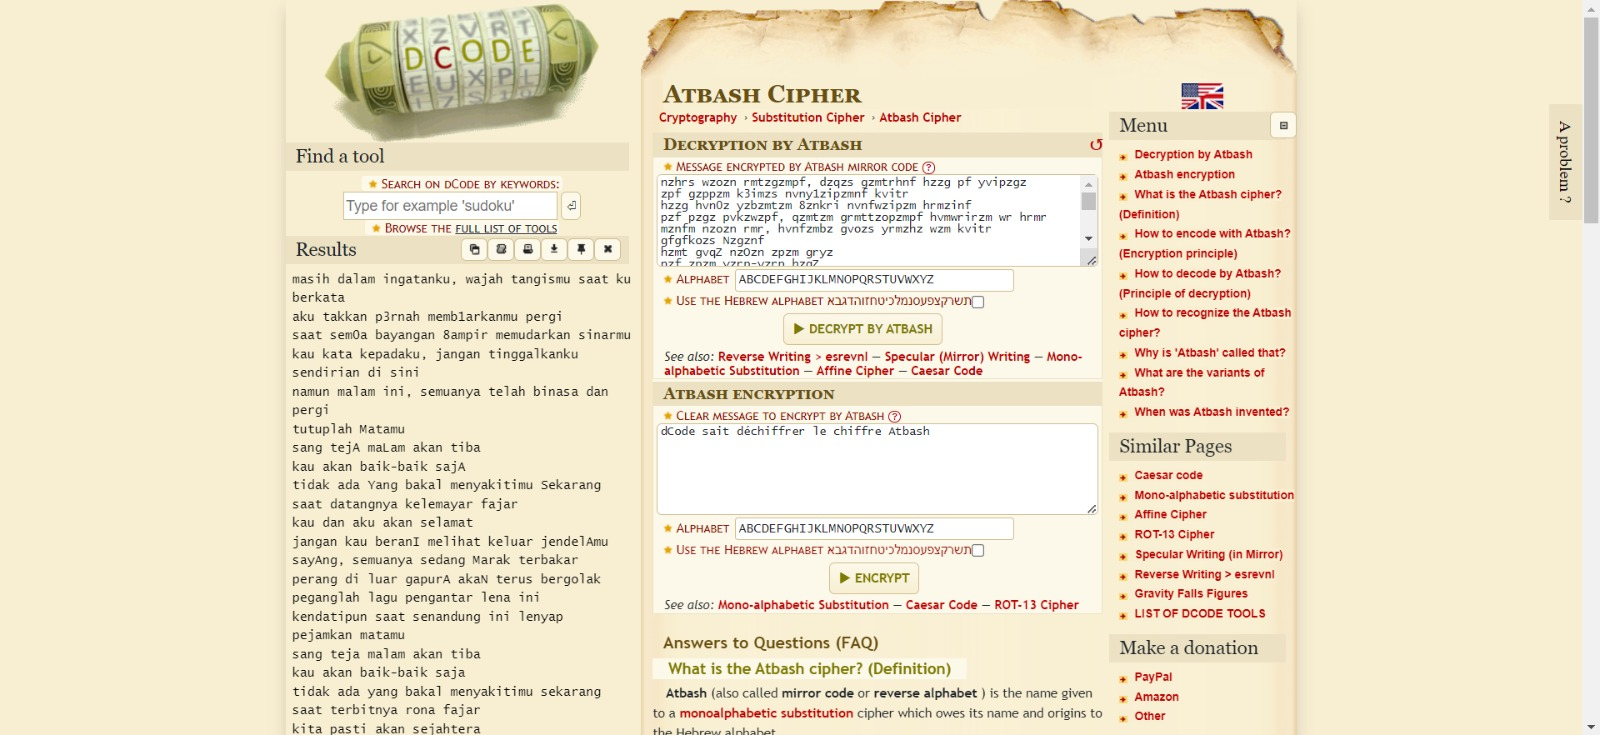 DCODE
Find a tool
★ SEARCH ON DCODE BY KEYWORDS:
Type for example 'sudoku'
★ BROWSE THE FULL LIST OF TOOLS
Results
masih dalam ingatanku, wajah tangismu saat ku
berkata
aku takkan p3rnah memb1arkanmu pergi
saat semOa bayangan 8ampir memudarkan sinarmu
kau kata kepadaku, jangan tinggalkanku
sendirian di sini
namun malam ini, semuanya telah binasa dan
pergi
tutuplah Matamu
sang tejA maLam akan tiba
kau akan baik-baik sajA
tidak ada Yang bakal menyakitimu Sekarang
saat datangnya kelemayar fajar
kau dan aku akan selamat
jangan kau beranI melihat keluar jendelAmu
sayAng, semuanya sedang Marak terbakar
perang di luar gapurA akaN terus bergolak
peganglah lagu pengantar lena ini
kendatipun saat senandung ini lenyap
pejamkan matamu
sang teja malam akan tiba
kau akan baik-baik saja
tidak ada yang bakal menyakitimu sekarang
saat terbitnya rona fajar
kita pasti akan sejahtera
ATBASH CIPHER
Cryptography › Substitution Cipher › Atbash Cipher
DECRYPTION BY ATBASH
★ MESSAGE ENCRYPTED BY ATBASH MIRROR CODE ?
nzhrs wzozn rmtzgzmpf, dzqzs gzmtrhnf hzzg pf yvipzgz
zpf gzppzm k3imzs nvny1zipzmnf kvitr
hzzg hvnOz yzbzmtzm 8znkri nvnfwzipzm hrmzinf
pzf pzgz pvkzwzpf, qzmtzm grmttzopzmpf hvmwrirzm wr hrmr
mznfm nzozn rmr, hvnfzmbz gvozs yrmzhz wzm kvitr
gfgfkozs Nzgznf
hzmt gvqZ nzOzn zpzm gryz
pzf zpzm yzrp-yzrp hzqZ
★ ALPHABET ABCDEFGHIJKLMNOPQRSTUVWXYZ
★ USE THE HEBREW ALPHABET תשרקצפעסנמלכיטחזוהדגבא
▶ DECRYPT BY ATBASH
See also: Reverse Writing > esrevnI — Specular (Mirror) Writing — Mono-
alphabetic Substitution — Affine Cipher — Caesar Code
ATBASH ENCRYPTION
★ CLEAR MESSAGE TO ENCRYPT BY ATBASH ?
dCode sait déchiffrer le chiffre Atbash
★ ALPHABET ABCDEFGHIJKLMNOPQRSTUVWXYZ
★ USE THE HEBREW ALPHABET תשרקצפעסנמלכיטחזוהדגבא
▶ ENCRYPT
See also: Mono-alphabetic Substitution — Caesar Code — ROT-13 Cipher
Answers to Questions (FAQ)
What is the Atbash cipher? (Definition)
Atbash (also called mirror code or reverse alphabet ) is the name given
to a monoalphabetic substitution cipher which owes its name and origins to
the Hebrew alphabet.
Menu
Decryption by Atbash
Atbash encryption
What is the Atbash cipher?
(Definition)
How to encode with Atbash?
(Encryption principle)
How to decode by Atbash?
(Principle of decryption)
How to recognize the Atbash
cipher?
Why is 'Atbash' called that?
What are the variants of
Atbash?
When was Atbash invented?
Similar Pages
Caesar code
Mono-alphabetic substitution
Affine Cipher
ROT-13 Cipher
Specular Writing (in Mirror)
Reverse Writing > esrevnI
Gravity Falls Figures
LIST OF DCODE TOOLS
Make a donation
PayPal
Amazon
Other
A problem ?